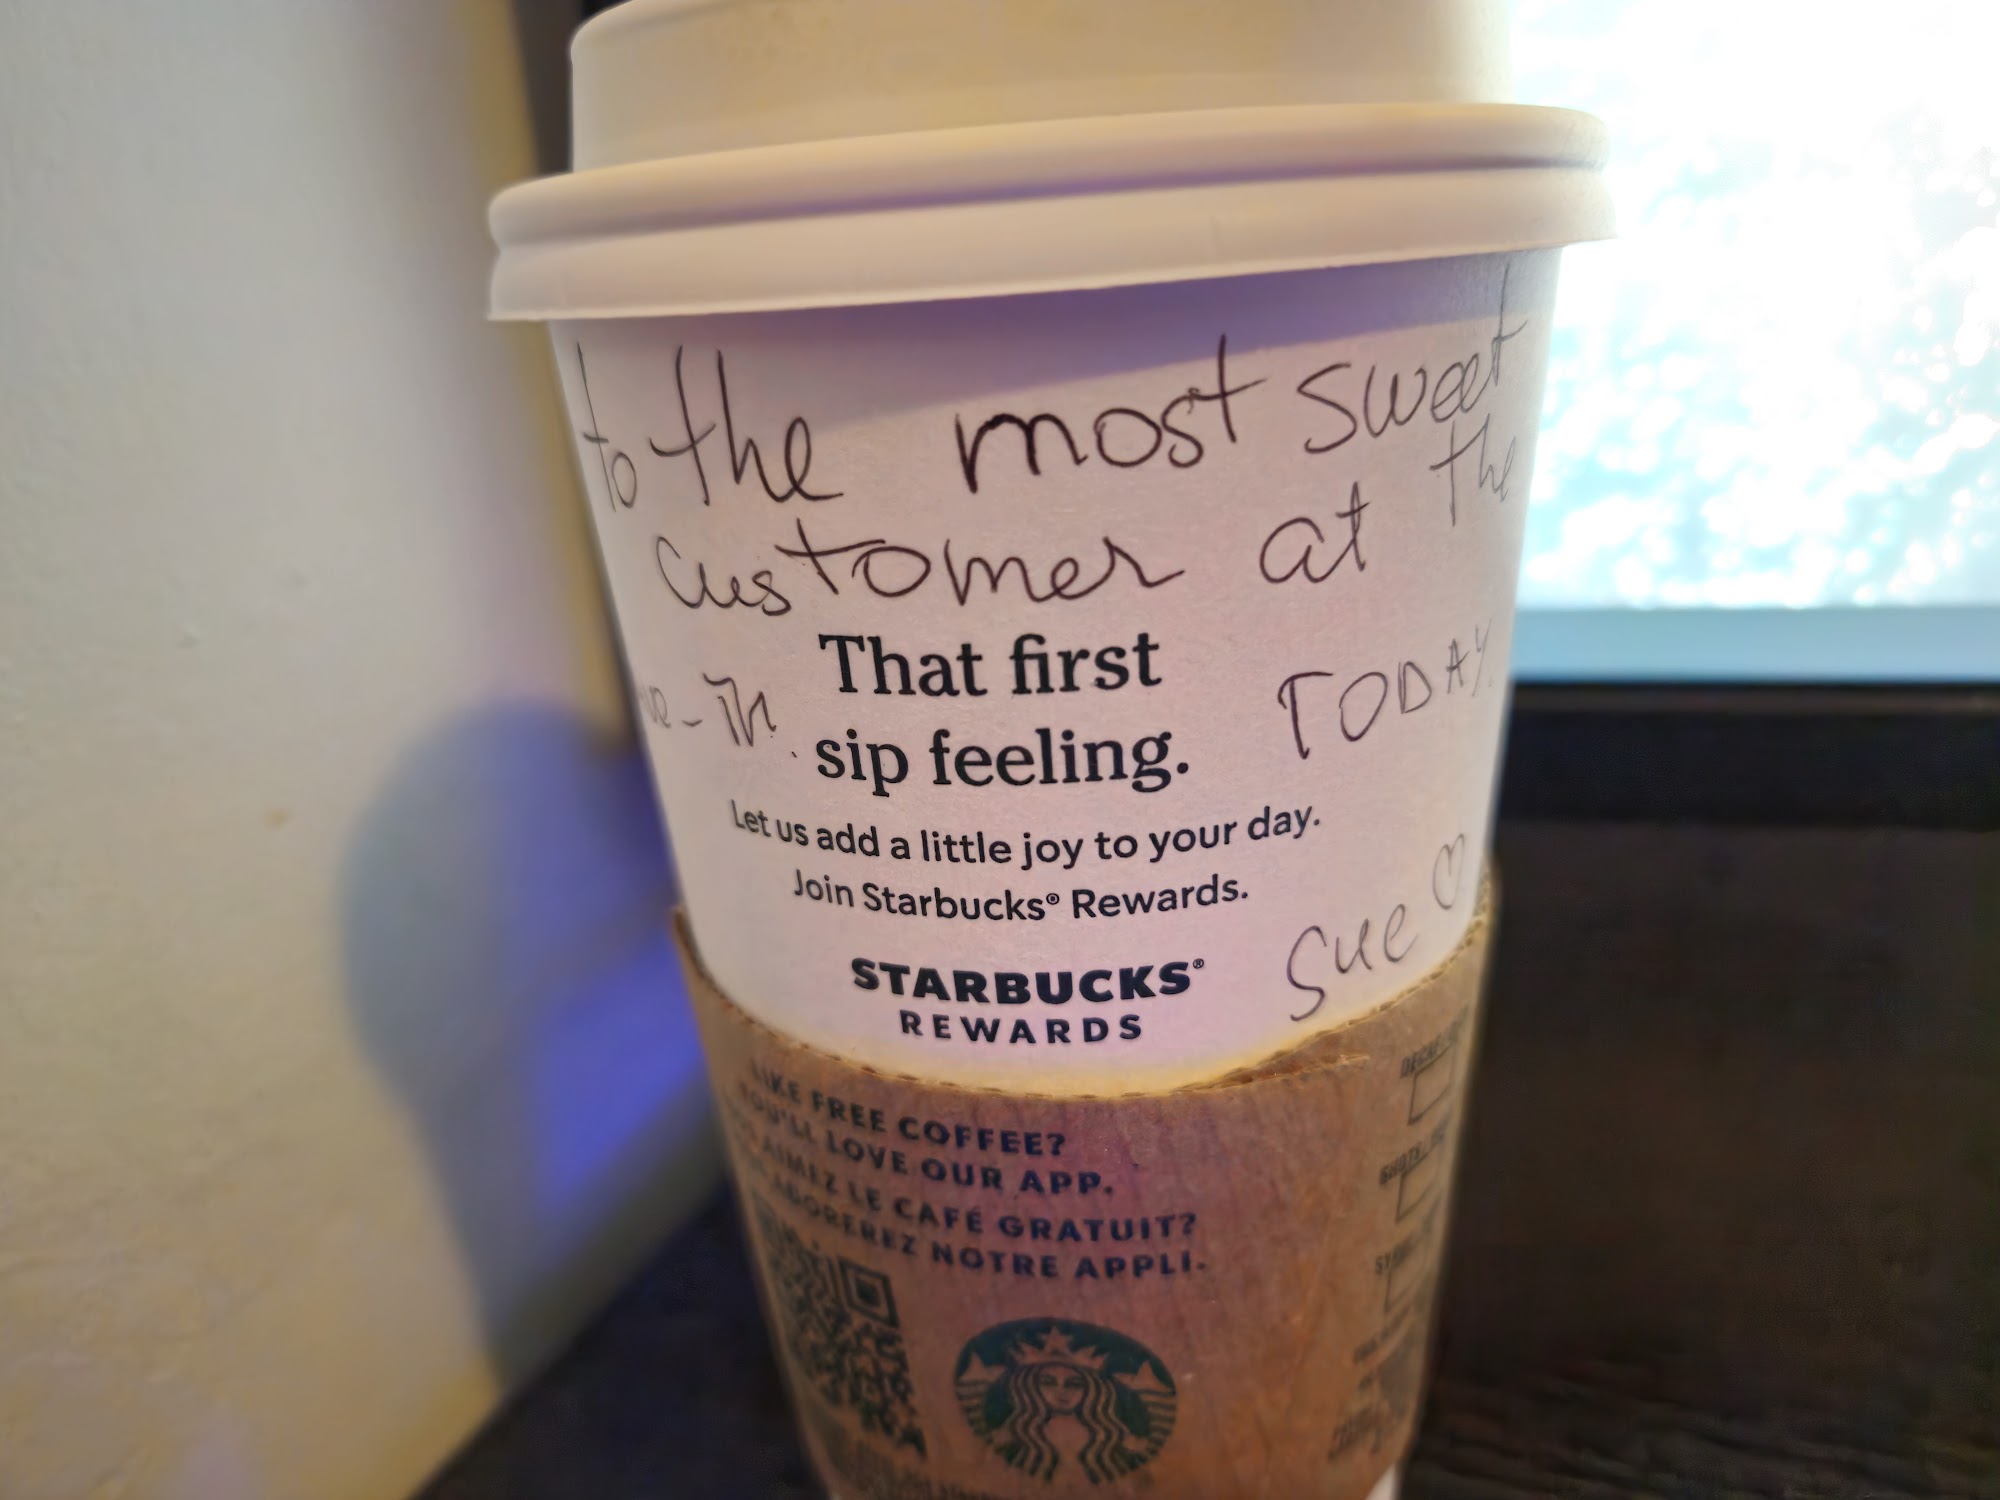 to the most sweet
customer at the
That first
sip feeling.
TODAY.
Let us add a little joy to your day.
Join Starbucks® Rewards.
Sue ♡
STARBUCKS®
REWARDS
LIKE FREE COFFEE?
YOU'LL LOVE OUR APP.
AIMEZ LE CAFÉ GRATUIT?
ADOREREZ NOTRE APPLI.